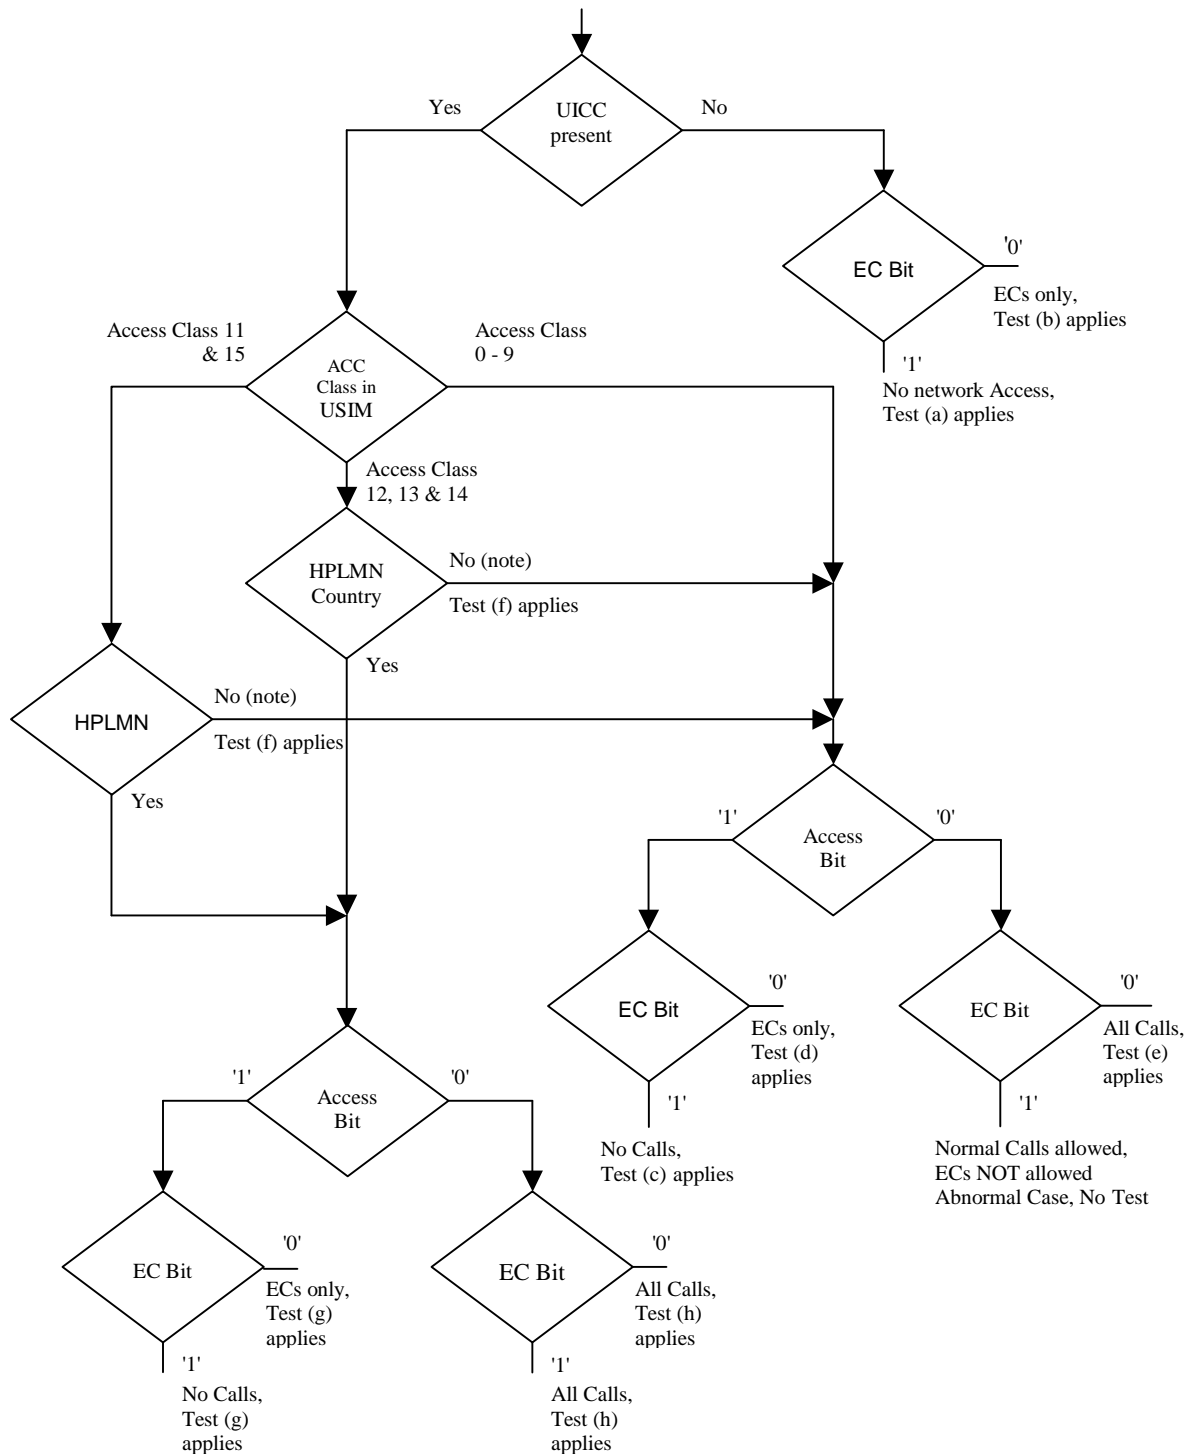 Yes
UICC
present
No
EC Bit
'0'
ECs only,
Test (b) applies
'1'
No network Access,
Test (a) applies
Access Class 11
& 15
ACC
Class in
USIM
Access Class
0 - 9
Access Class
12, 13 & 14
HPLMN
Country
No (note)
Test (f) applies
Yes
HPLMN
No (note)
Test (f) applies
Yes
'1'
Access
Bit
'0'
EC Bit
'0'
ECs only,
Test (d)
applies
'1'
No Calls,
Test (c) applies
EC Bit
'0'
All Calls,
Test (e)
applies
'1'
Normal Calls allowed,
ECs NOT allowed
Abnormal Case, No Test
'1'
Access
Bit
'0'
EC Bit
'0'
ECs only,
Test (g)
applies
'1'
No Calls,
Test (g)
applies
EC Bit
'0'
All Calls,
Test (h)
applies
'1'
All Calls,
Test (h)
applies